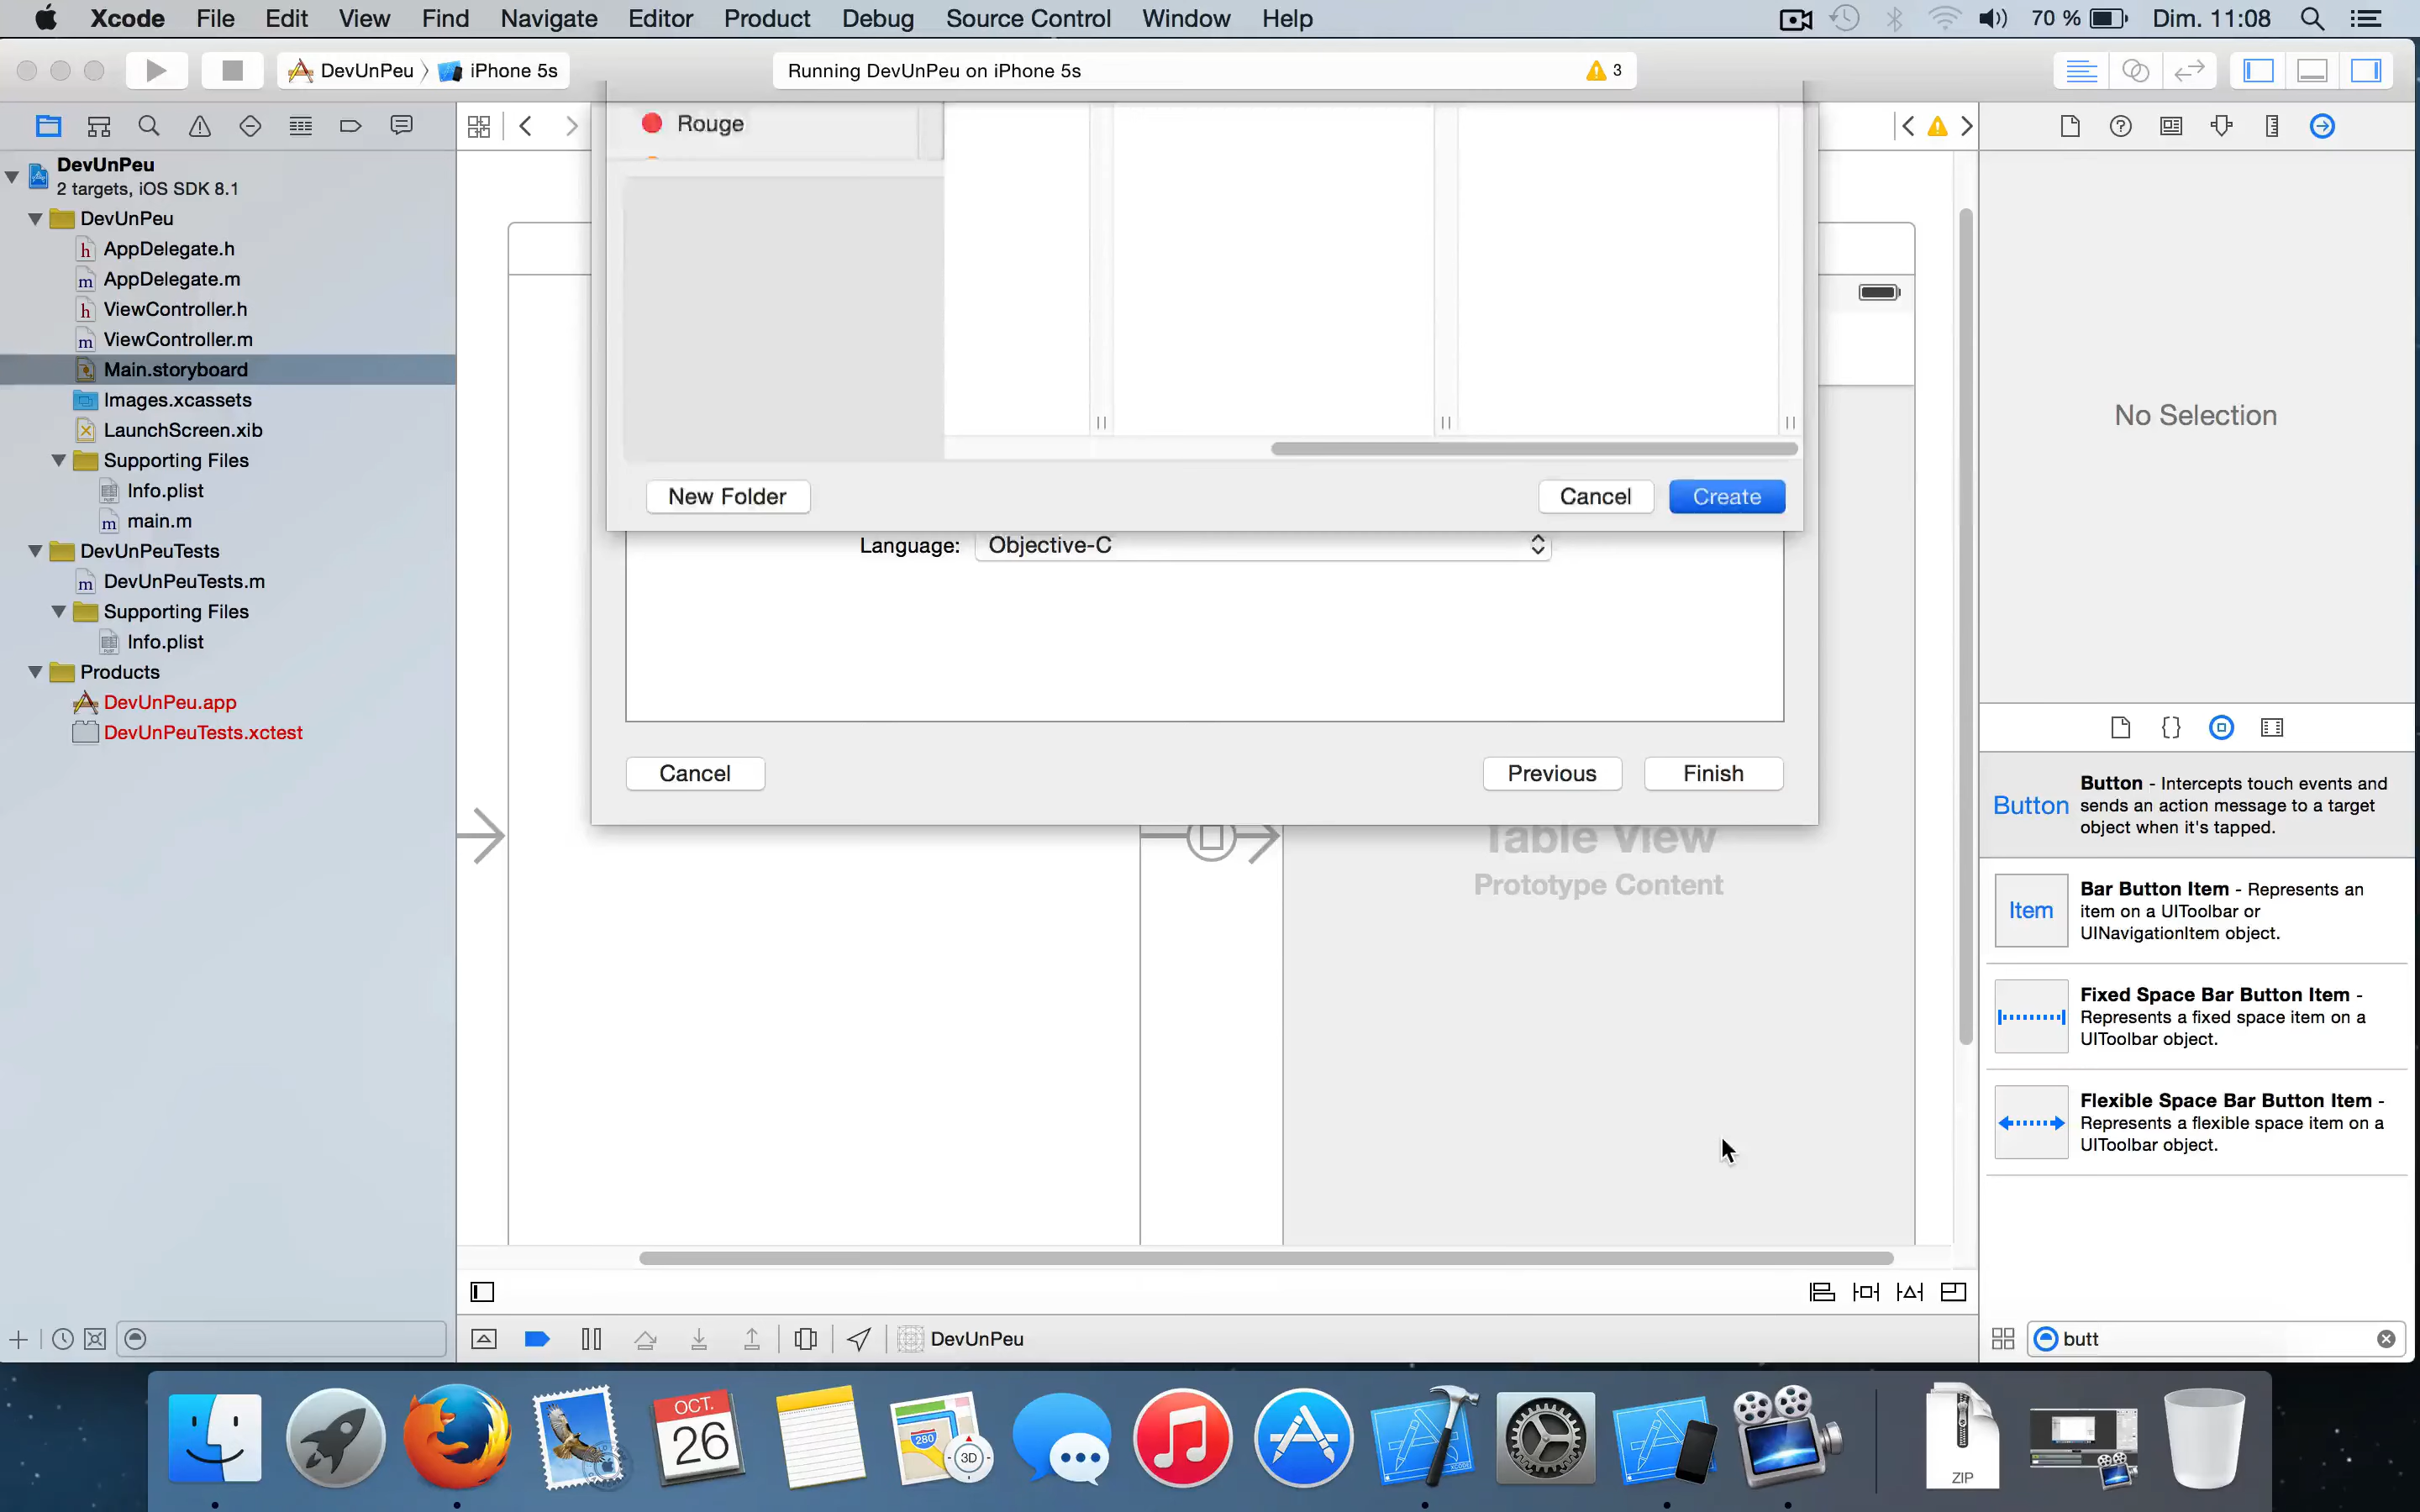 Xcode File Edit View Find Navigate Editor Product Debug Source Control Window Help 70 % Dim. 11:08
DevUnPeu iPhone 5s Running DevUnPeu on iPhone 5s 3
DevUnPeu
2 targets, iOS SDK 8.1
DevUnPeu
AppDelegate.h
AppDelegate.m
ViewController.h
ViewController.m
Main.storyboard
Images.xcassets
LaunchScreen.xib
Supporting Files
Info.plist
main.m
DevUnPeuTests
DevUnPeuTests.m
Supporting Files
Info.plist
Products
DevUnPeu.app
DevUnPeuTests.xctest
Rouge
New Folder Cancel Create
Language: Objective-C
Cancel Previous Finish
Table View
Prototype Content
DevUnPeu
No Selection
Button
Button - Intercepts touch events and
sends an action message to a target
object when it's tapped.
Item
Bar Button Item - Represents an
item on a UIToolbar or
UINavigationItem object.
Fixed Space Bar Button Item -
Represents a fixed space item on a
UIToolbar object.
Flexible Space Bar Button Item -
Represents a flexible space item on a
UIToolbar object.
butt
OCT.
26
280
3D
ZIP